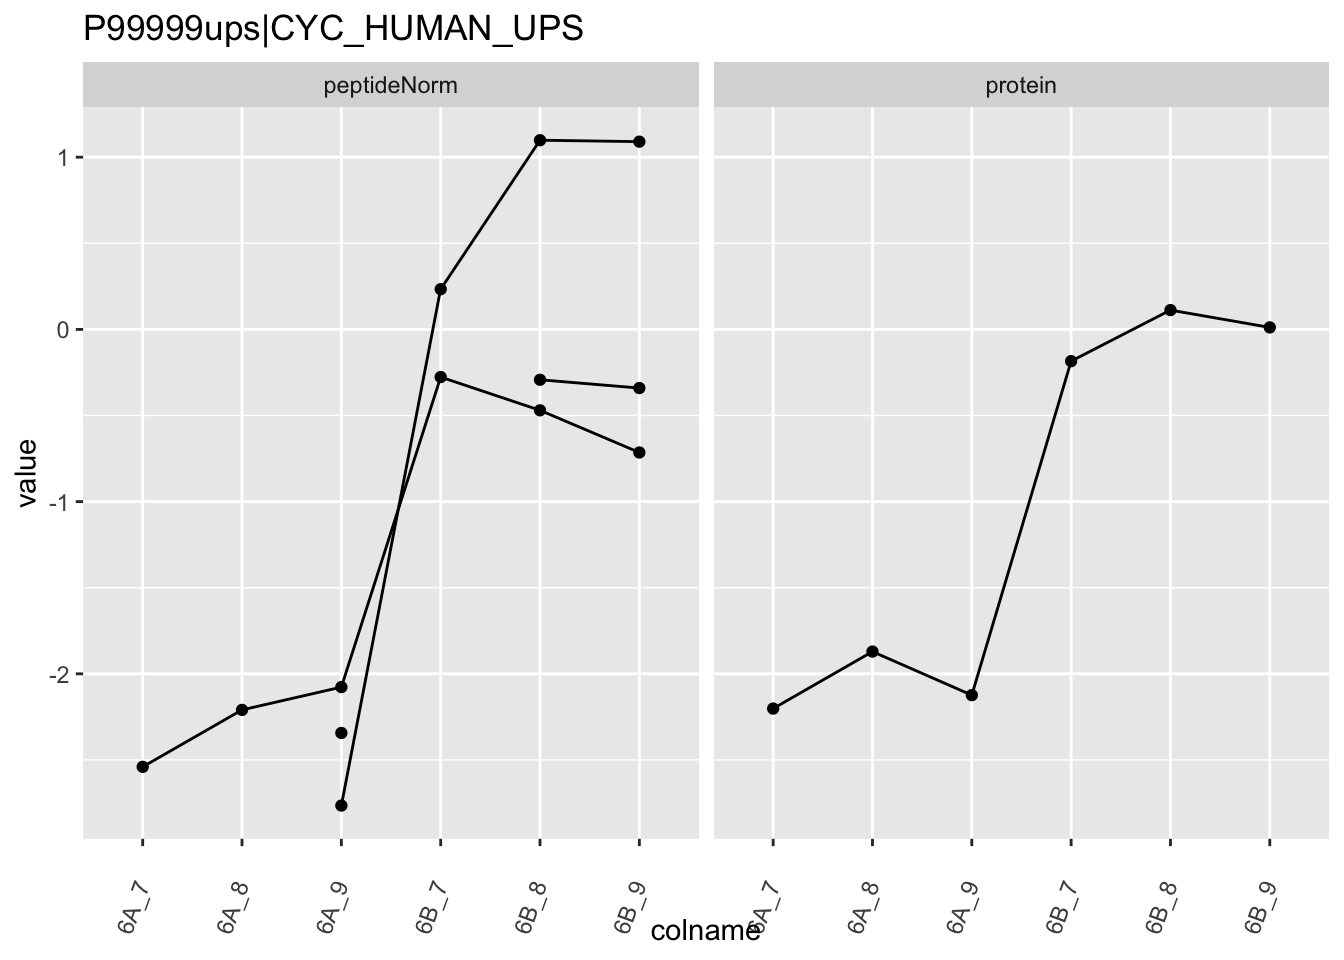 P99999ups|CYC_HUMAN_UPS
peptideNorm
protein
value
1
0
-1
-2
6A_7
6A_8
6A_9
6B_7
6B_8
6B_9
6A_7
6A_8
6A_9
6B_7
6B_8
6B_9
colname